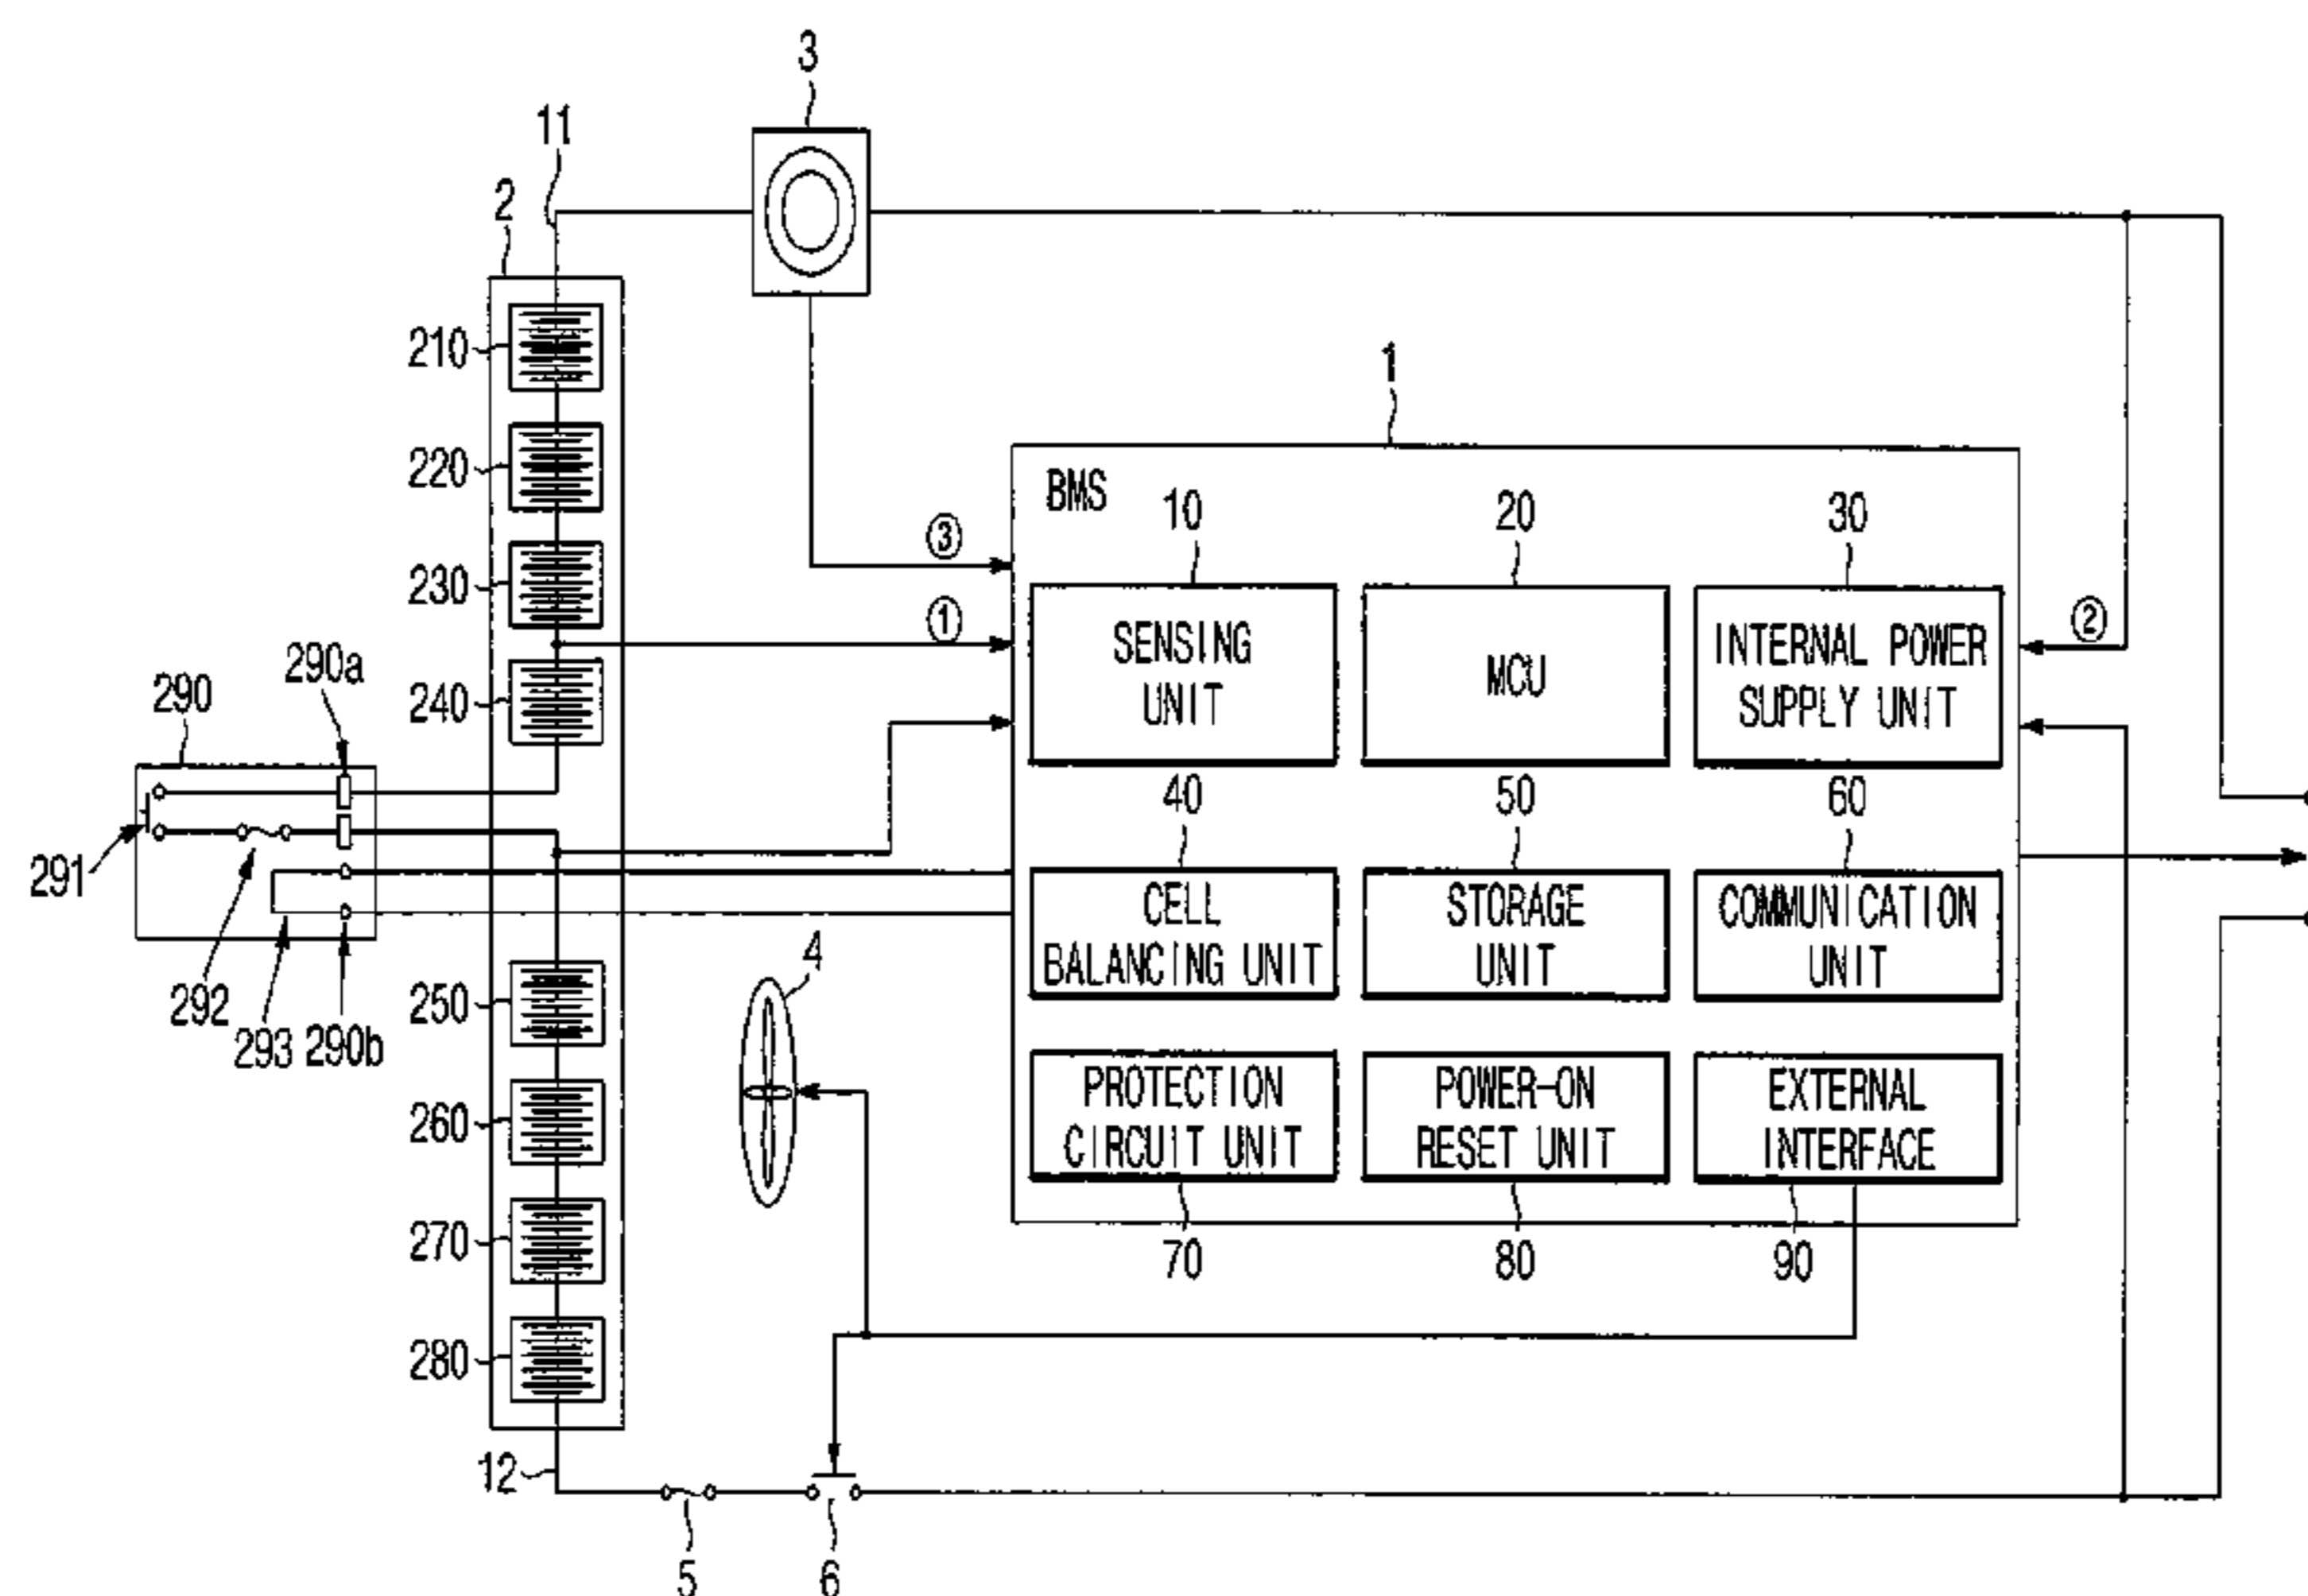 3
11
2
210
1
220
BMS
10
20
30
③
230
①
②
SENSING
UNIT
MCU
INTERNAL POWER
SUPPLY UNIT
290a
290
240
40
50
60
291
CELL
BALANCING UNIT
STORAGE
UNIT
COMMUNICATION
UNIT
4
292
293
290b
250
260
PROTECTION
CIRCUIT UNIT
POWER-ON
RESET UNIT
EXTERNAL
INTERFACE
270
70
80
90
280
12
5
6